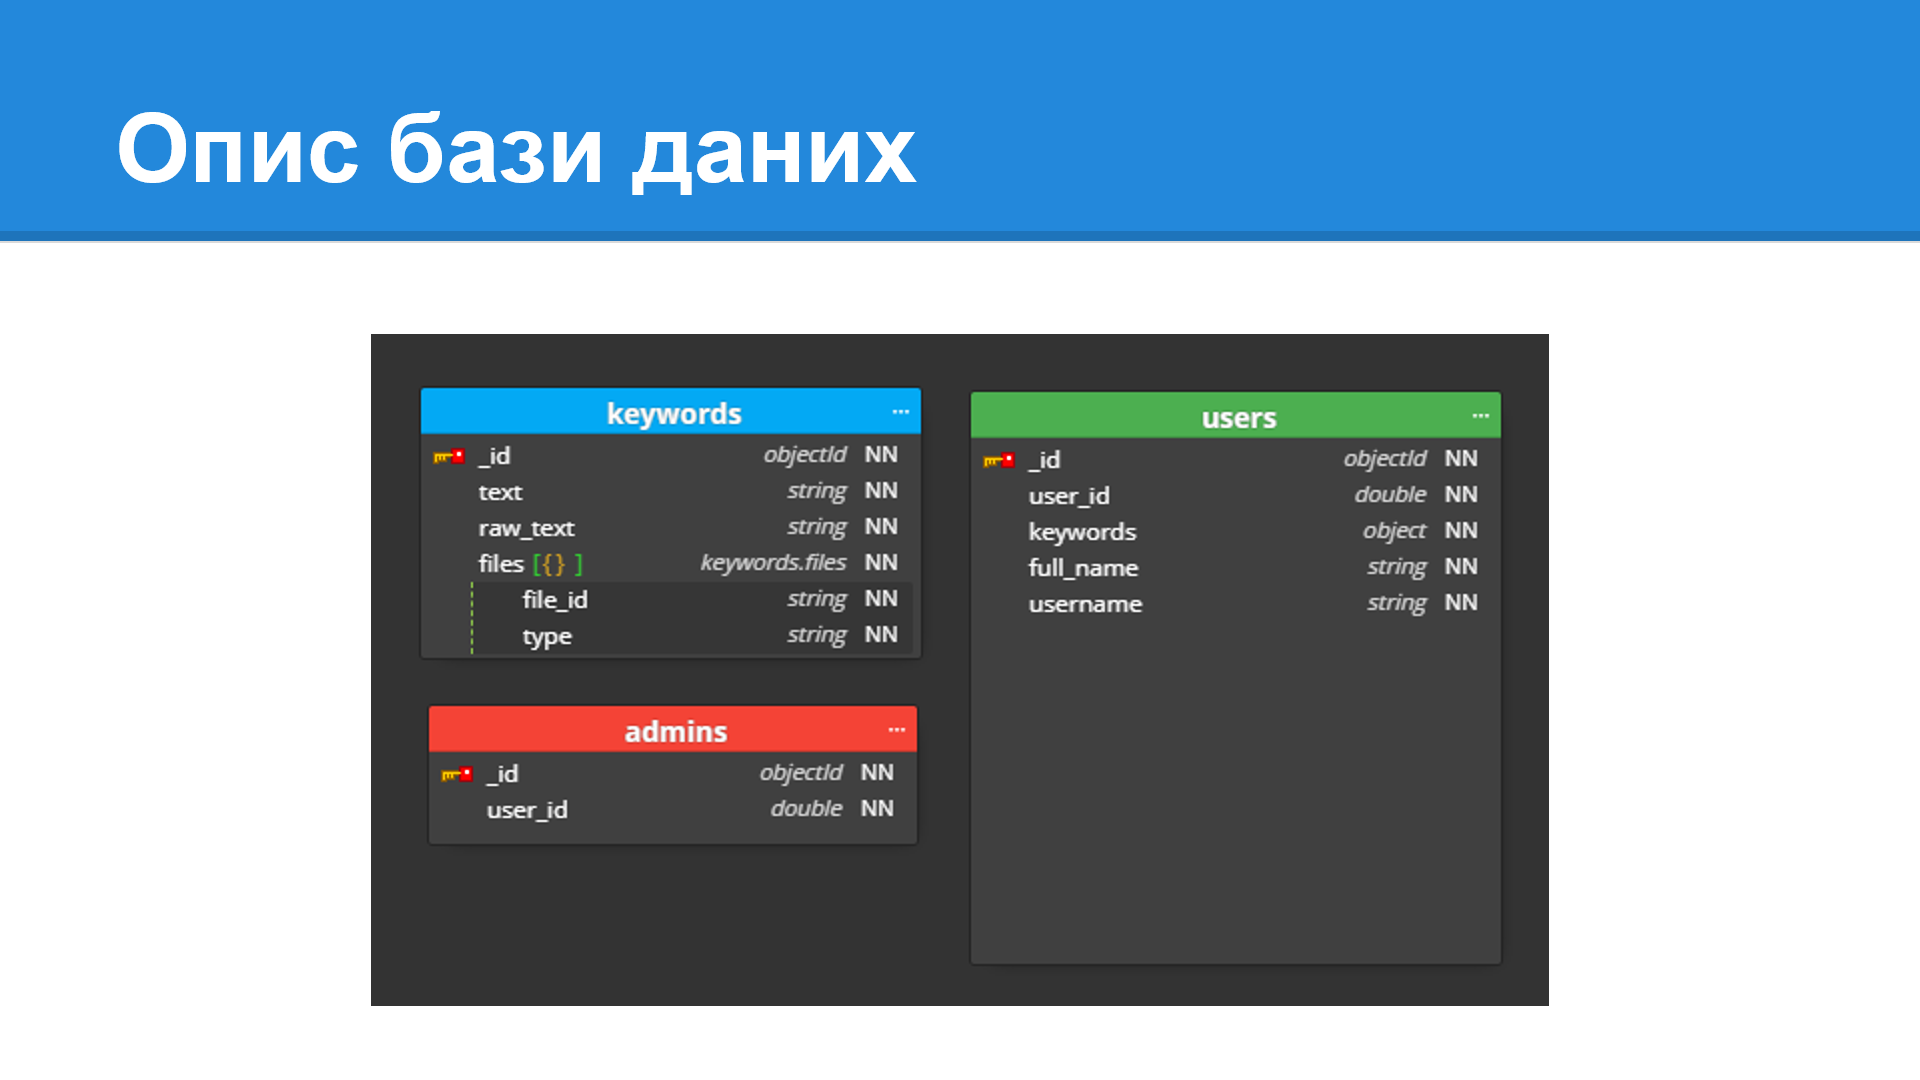 Опис бази даних
keywords ...
_id objectId NN
text string NN
raw_text string NN
files [{} ] keywords.files NN
file_id string NN
type string NN
admins ...
_id objectId NN
user_id double NN
users ...
_id objectId NN
user_id double NN
keywords object NN
full_name string NN
username string NN